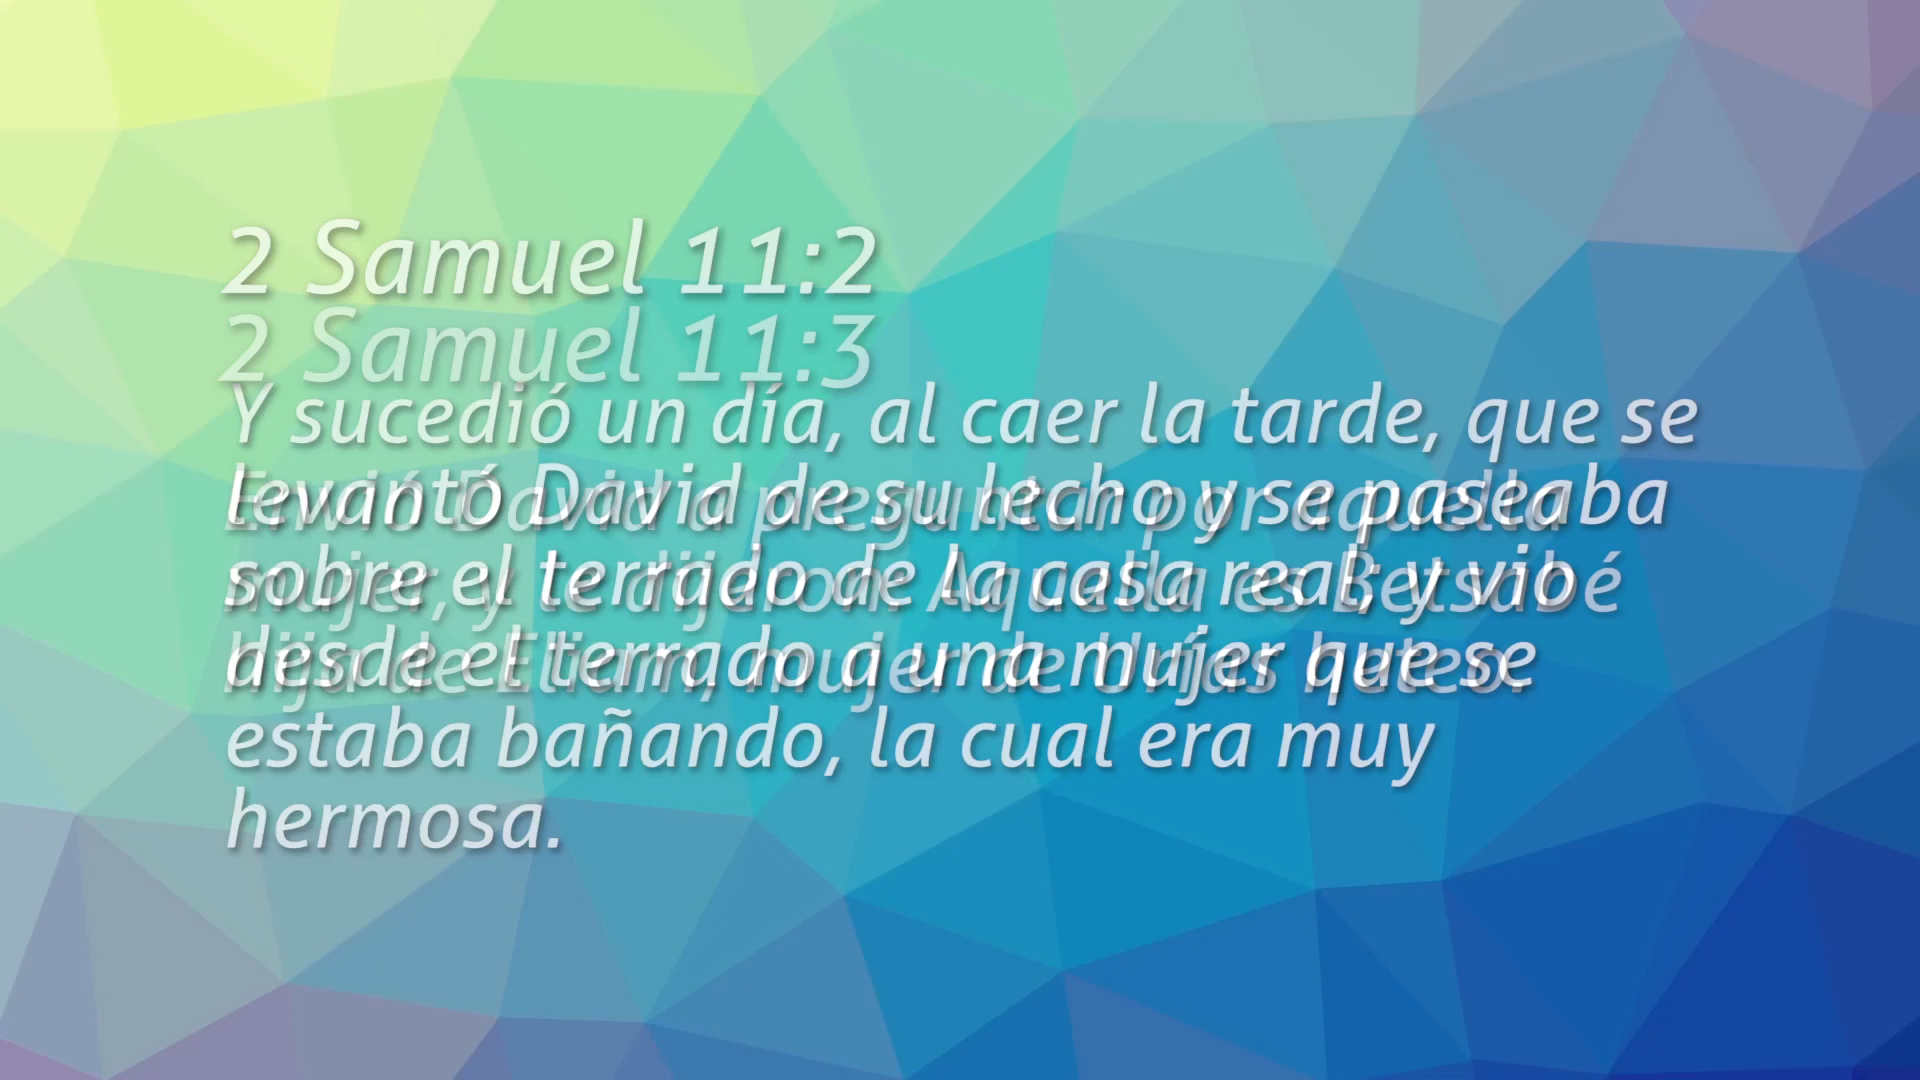 2 Samuel 11:2
Y sucedió un día, al caer la tarde, que se
levantó David de su lecho y se paseaba
sobre el terrado de la casa real; y vio
desde el terrado a una mujer que se
estaba bañando, la cual era muy
hermosa.
2 Samuel 11:3
Envió David a preguntar por aquella
mujer, y le dijeron: Aquella es Betsabé
hija de Eliam, mujer de Urías heteo.